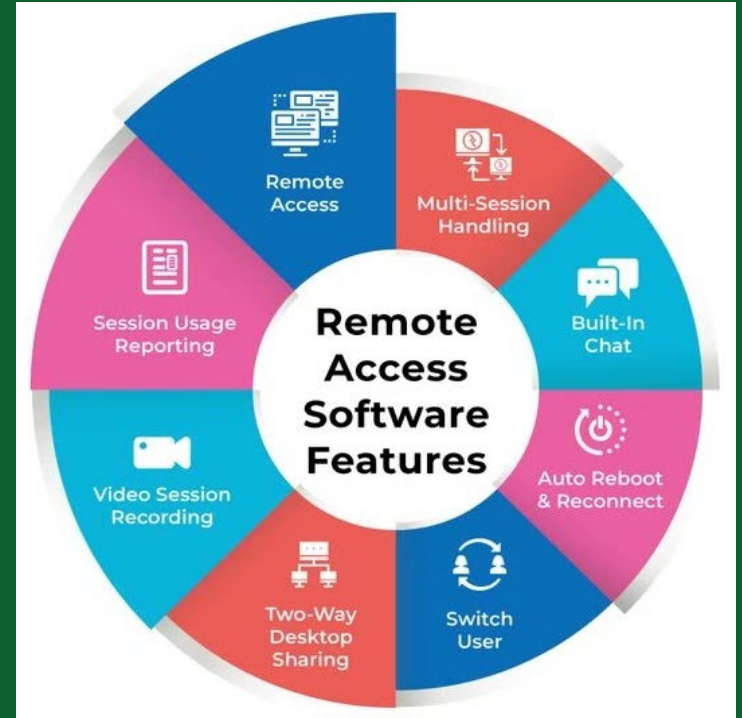 Remote
Access
Software
Features
Remote
Access
Multi-Session
Handling
Built-In
Chat
Auto Reboot
& Reconnect
Switch
User
Two-Way
Desktop
Sharing
Video Session
Recording
Session Usage
Reporting